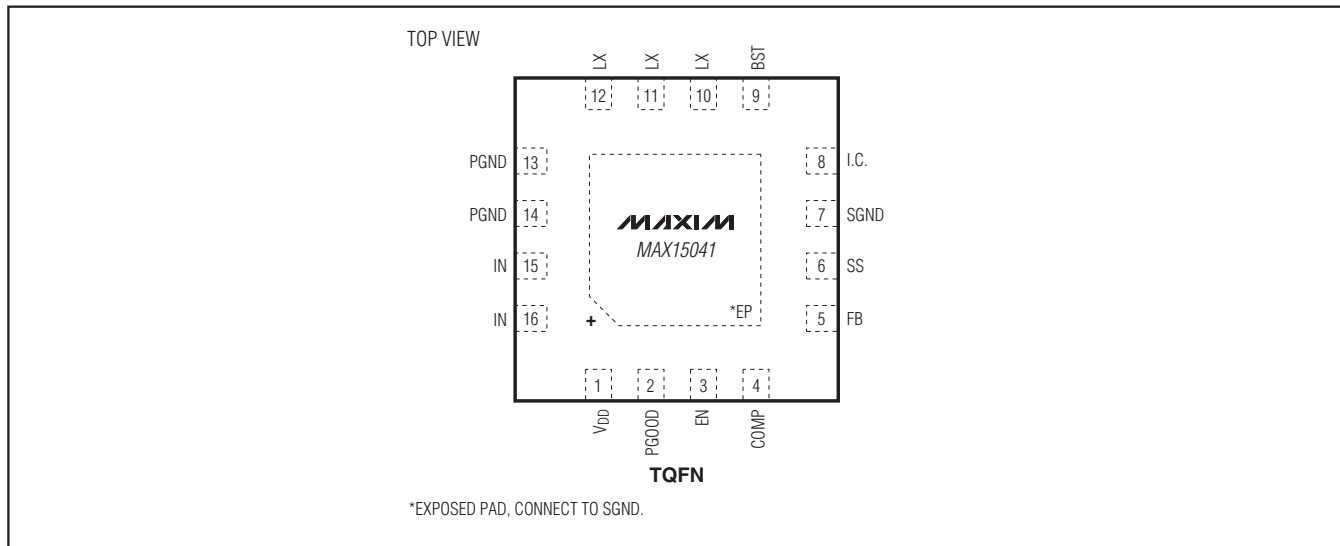 TOP VIEW
LX LX LX BST
12 11 10 9
PGND 13
PGND 14
IN 15
IN 16
8 I.C.
7 SGND
6 SS
5 FB
MAXIM
MAX15041
*EP
+
1 2 3 4
VDD PGOOD EN COMP
TQFN
*EXPOSED PAD, CONNECT TO SGND.